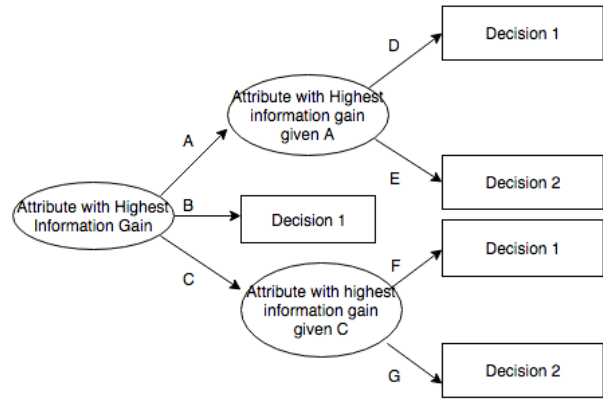 D
Decision 1
Attribute with Highest
information gain
given A
A
E
Decision 2
Attribute with Highest
Information Gain
B
Decision 1
C
F
Decision 1
Attribute with highest
information gain
given C
G
Decision 2